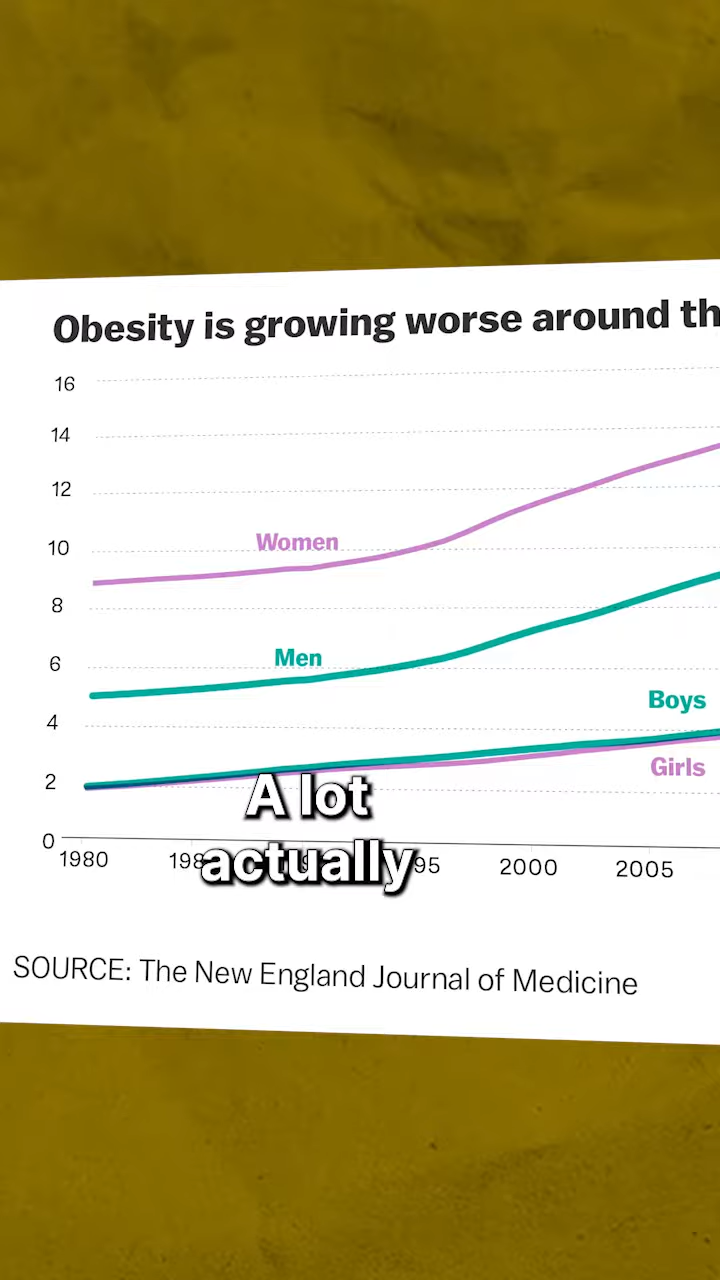 Obesity is growing worse around th
16
14
12
10
Women
8
6
Men
4
Boys
2
Girls
0
1980 198 95 2000 2005
A lot
actually
SOURCE: The New England Journal of Medicine